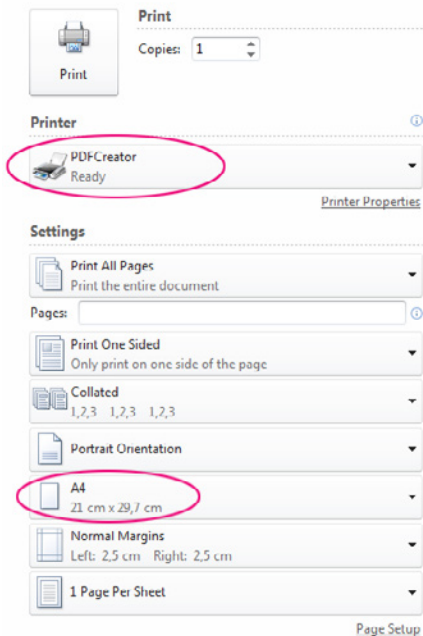 Print
Copies: 1
Print
Printer
PDFCreator
Ready
Printer Properties
Settings
Print All Pages
Print the entire document
Pages:
Print One Sided
Only print on one side of the page
Collated
1,2,3 1,2,3 1,2,3
Portrait Orientation
A4
21 cm x 29,7 cm
Normal Margins
Left: 2,5 cm Right: 2,5 cm
1 Page Per Sheet
Page Setup